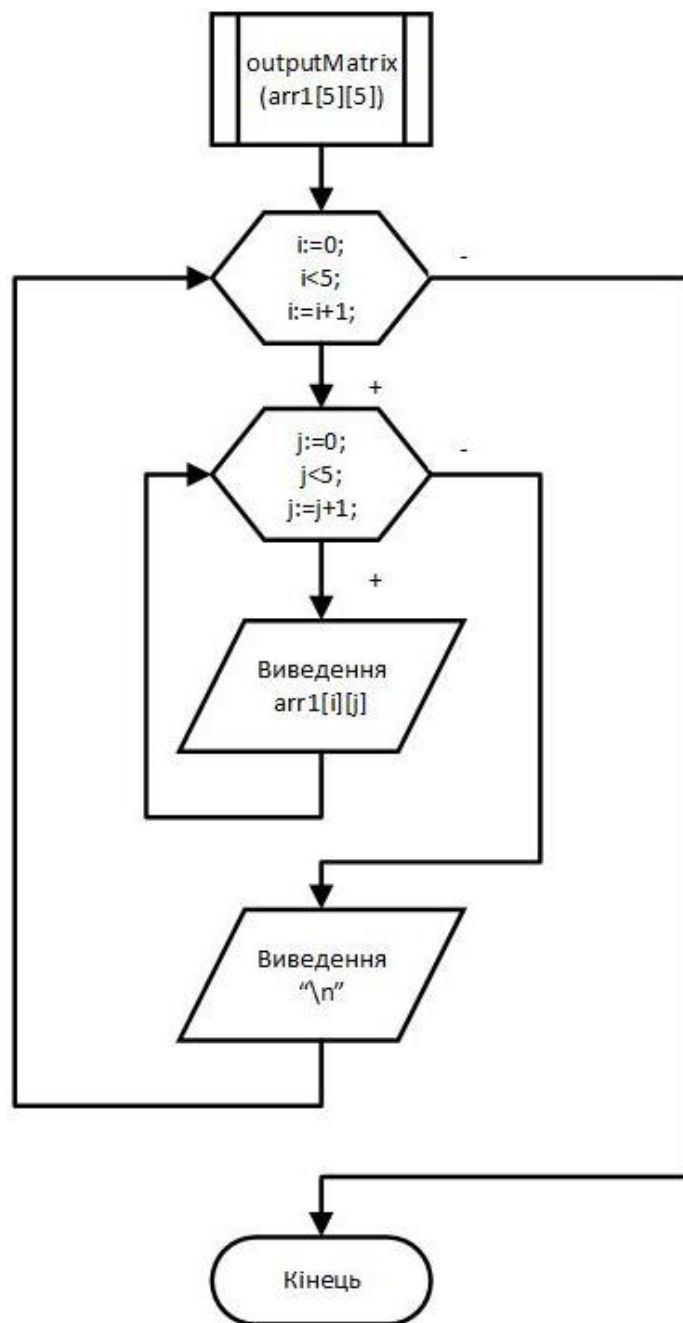 outputMatrix
(arr1[5][5])
i:=0;
i<5;
i:=i+1;
-
+
j:=0;
j<5;
j:=j+1;
-
+
Виведення
arr1[i][j]
Виведення
“\n”
Кінець